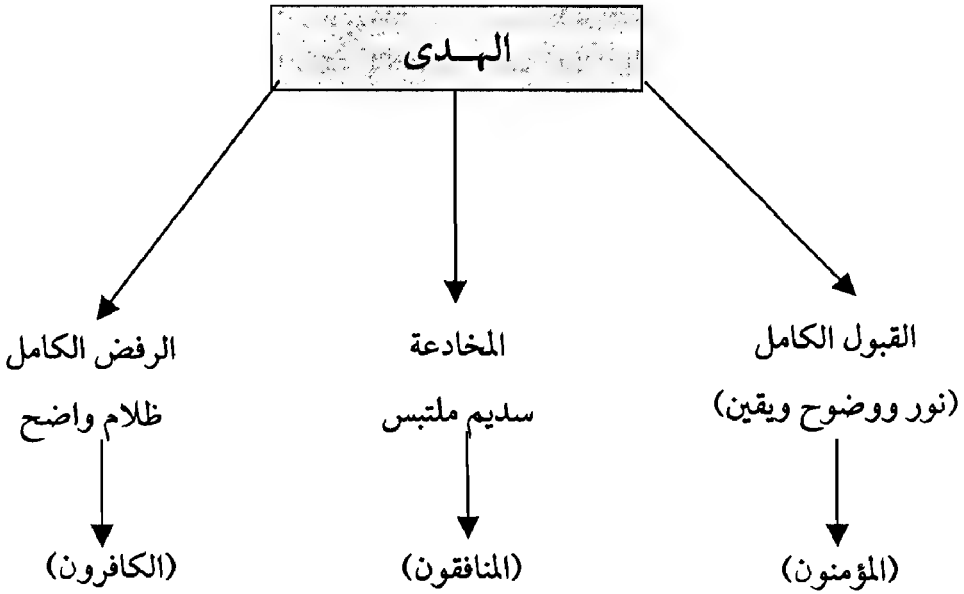 الهدى
القبول الكامل
(نور ووضوح ويقين)
(المؤمنون)
المخادعة
سديم ملتبس
(المنافقون)
الرفض الكامل
ظلام واضح
(الكافرون)